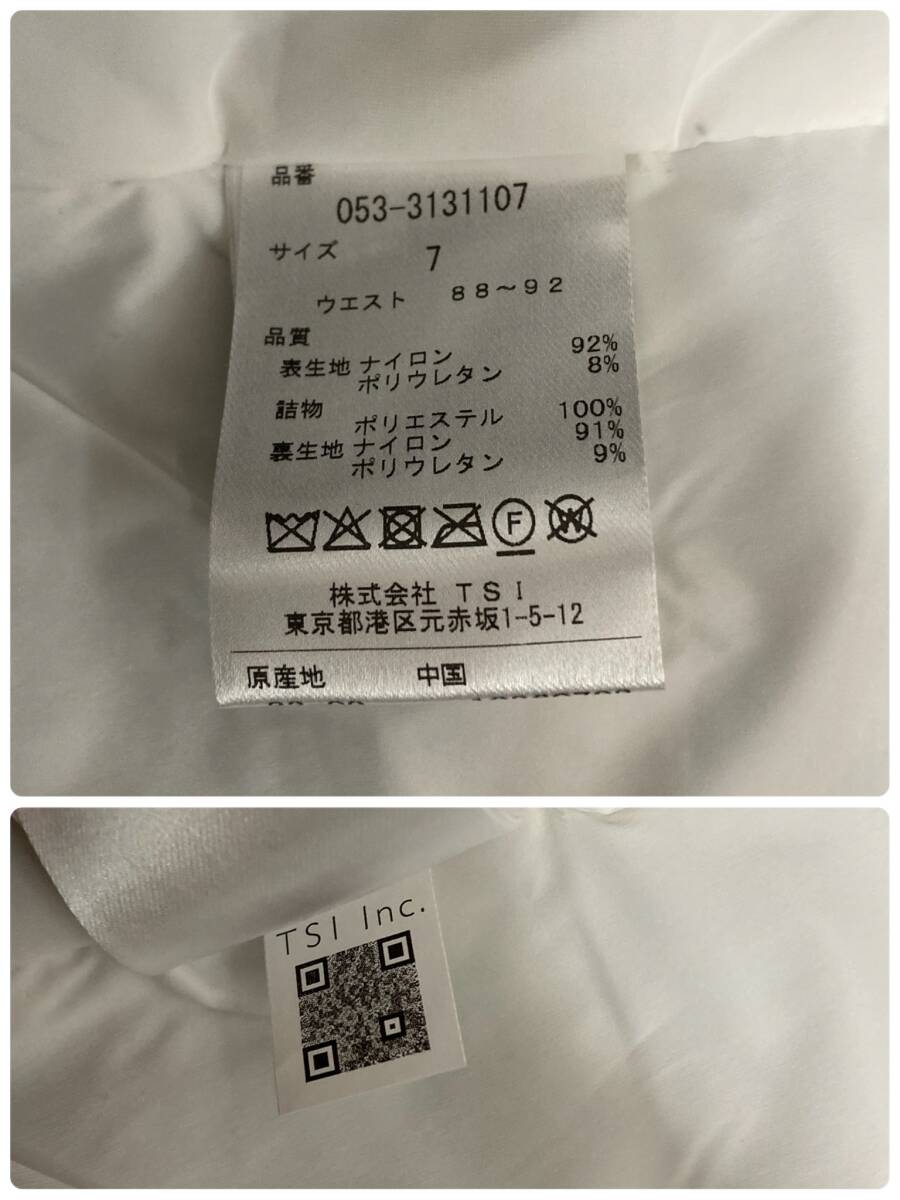 品番
053-3131107
サイズ 7
ウエスト 88～92
品質
表生地 ナイロン 92%
ポリウレタン 8%
詰物 ポリエステル 100%
裏生地 ナイロン 91%
ポリウレタン 9%
F W
株式会社 TSI
東京都港区元赤坂1-5-12
原産地 中国
TSI Inc.